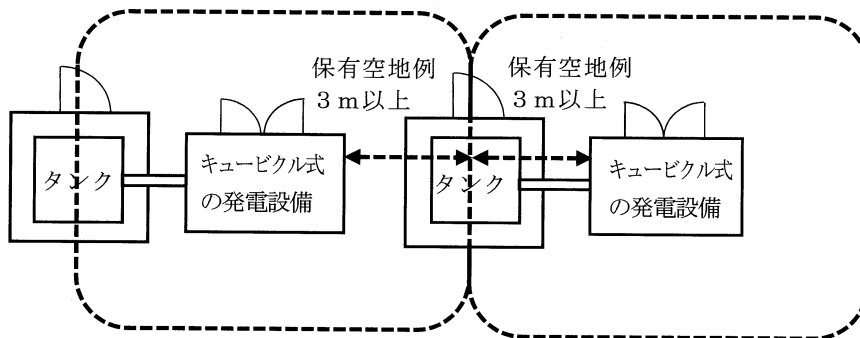 保有空地例
３ｍ以上
保有空地例
３ｍ以上
タンク
キュービクル式
の発電設備
タンク
キュービクル式
の発電設備